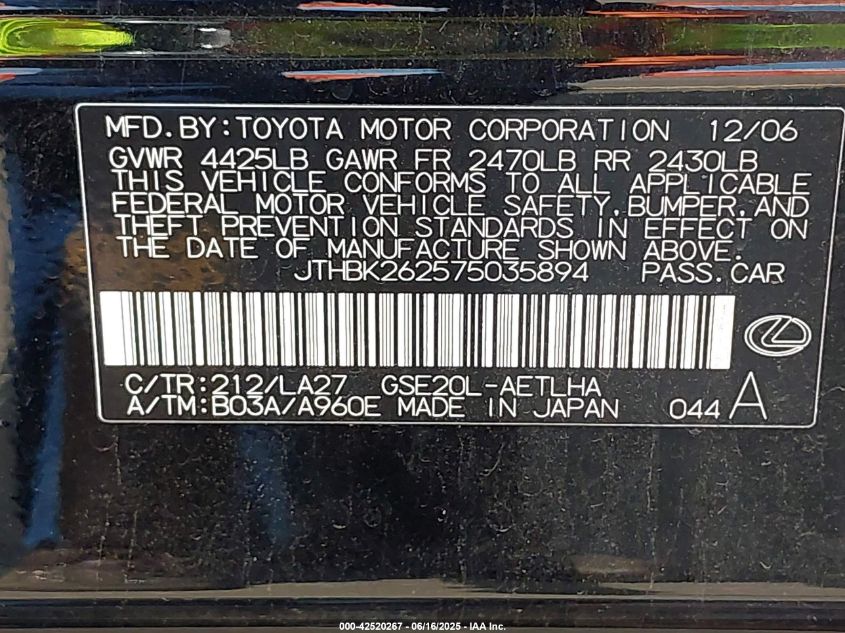 MFD.BY:TOYOTA MOTOR CORPORATION 12/06
GVWR 4425LB GAWR FR 2470LB RR 2430LB
THIS VEHICLE CONFORMS TO ALL APPLICABLE
FEDERAL MOTOR VEHICLE SAFETY,BUMPER,AND
THEFT PREVENTION STANDARDS IN EFFECT ON
THE DATE OF MANUFACTURE SHOWN ABOVE.
JTHBK262575035894 PASS.CAR
C/TR:212/LA27 GSE20L-AETLHA
A/TM:B03A/A960E MADE IN JAPAN 044 A
000-42520267 - 06/16/2025 - IAA Inc.